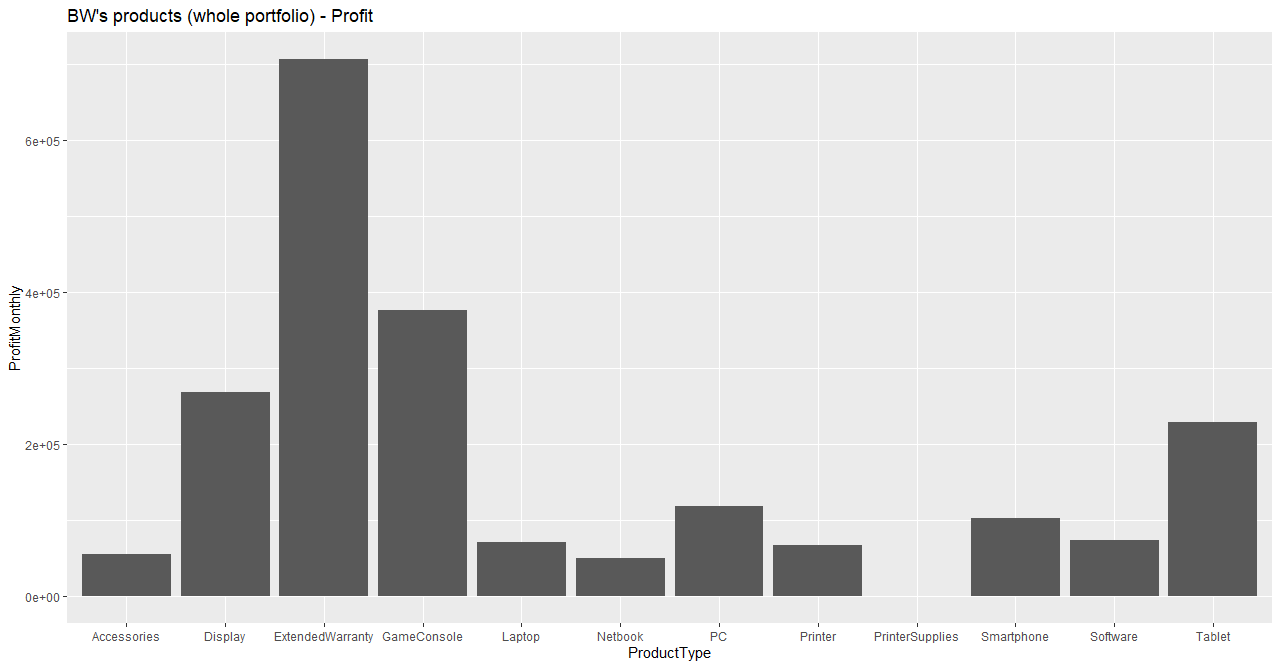 BW's products (whole portfolio) - Profit
ProfitMonthly
6e+05
4e+05
2e+05
0e+00
Accessories Display ExtendedWarranty GameConsole Laptop Netbook PC Printer PrinterSupplies Smartphone Software Tablet
ProductType